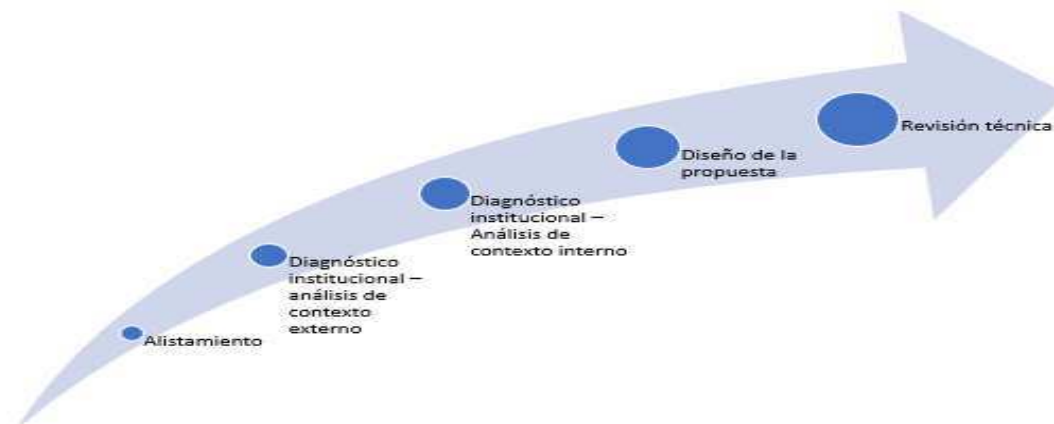 Alistamiento
Diagnóstico
institucional –
análisis de
contexto
externo
Diagnóstico
institucional –
Análisis de
contexto interno
Diseño de la
propuesta
Revisión técnica